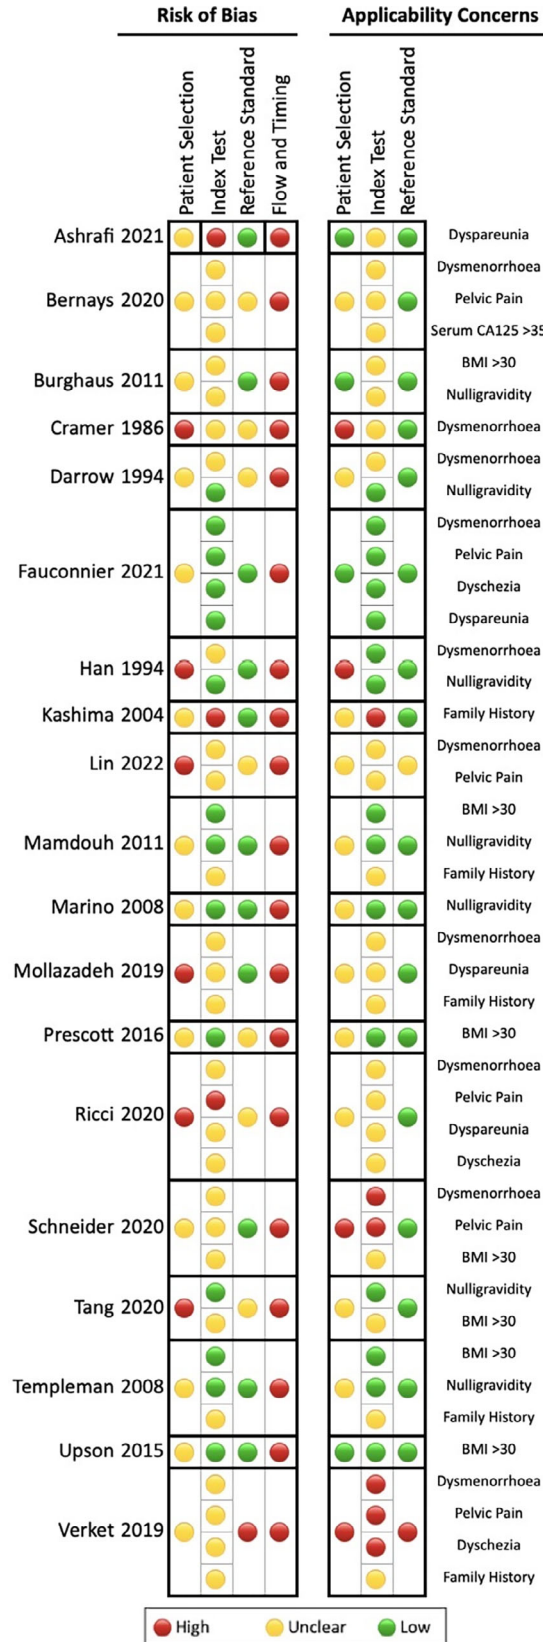 Risk of Bias
Applicability Concerns
Patient Selection
Index Test
Reference Standard
Flow and Timing
Patient Selection
Index Test
Reference Standard
Ashrafi 2021
Dyspareunia
Bernays 2020
Dysmenorrhoea
Pelvic Pain
Serum CA125 >35
Burghaus 2011
BMI >30
Nulligravidity
Cramer 1986
Dysmenorrhoea
Darrow 1994
Dysmenorrhoea
Nulligravidity
Fauconnier 2021
Dysmenorrhoea
Pelvic Pain
Dyschezia
Dyspareunia
Han 1994
Dysmenorrhoea
Nulligravidity
Kashima 2004
Family History
Lin 2022
Dysmenorrhoea
Pelvic Pain
Mamdouh 2011
BMI >30
Nulligravidity
Family History
Marino 2008
Nulligravidity
Mollazadeh 2019
Dysmenorrhoea
Dyspareunia
Family History
Prescott 2016
BMI >30
Ricci 2020
Dysmenorrhoea
Pelvic Pain
Dyspareunia
Dyschezia
Schneider 2020
Dysmenorrhoea
Pelvic Pain
BMI >30
Tang 2020
Nulligravidity
BMI >30
Templeman 2008
BMI >30
Nulligravidity
Family History
Upson 2015
BMI >30
Verket 2019
Dysmenorrhoea
Pelvic Pain
Dyschezia
Family History
High
Unclear
Low